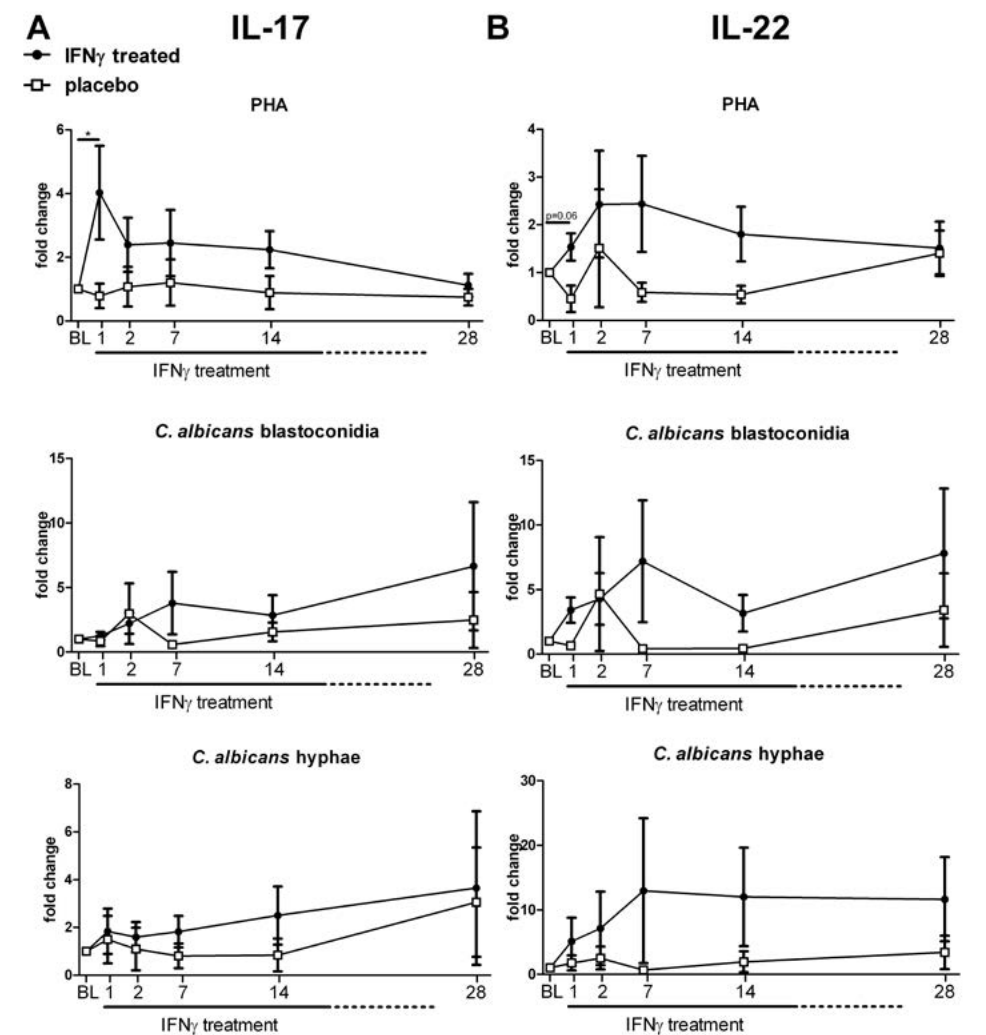 A IL-17 B IL-22
IFNγ treated
placebo
PHA
6
4
2
0
fold change
*
BL 1 2 7 14 28
IFNγ treatment
PHA
4
3
2
1
0
fold change
p=0.06
BL 1 2 7 14 28
IFNγ treatment
C. albicans blastoconidia
15
10
5
0
fold change
BL 1 2 7 14 28
IFNγ treatment
C. albicans blastoconidia
15
10
5
0
fold change
BL 1 2 7 14 28
IFNγ treatment
C. albicans hyphae
8
6
4
2
0
fold change
BL 1 2 7 14 28
IFNγ treatment
C. albicans hyphae
30
20
10
0
fold change
BL 1 2 7 14 28
IFNγ treatment